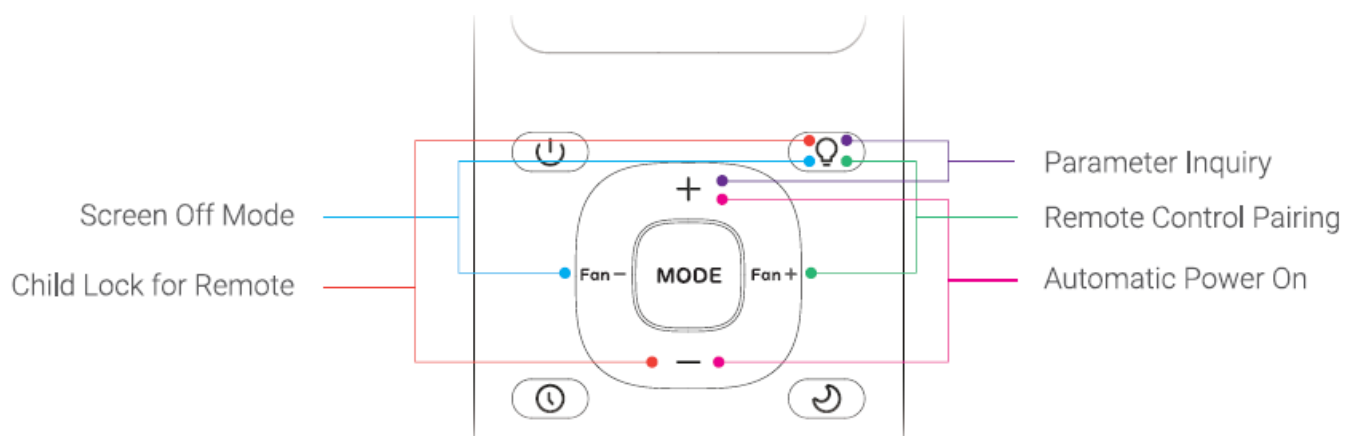 Parameter Inquiry
+
Screen Off Mode
Remote Control Pairing
Fan−
MODE
Fan+
Child Lock for Remote
Automatic Power On
−